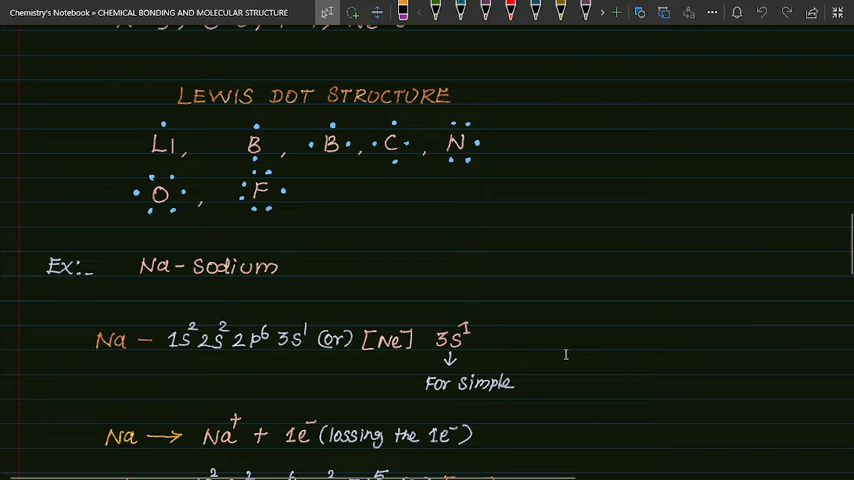 Chemistry's Notebook » CHEMICAL BONDING AND MOLECULAR STRUCTURE
LEWIS DOT STRUCTURE
Li, B, B, C, N
O, F
Ex:- Na - Sodium
Na - 1s² 2s² 2p⁶ 3s¹ (or) [Ne] 3s¹
For simple
Na → Na⁺ + 1e⁻ (lossing the 1e⁻)